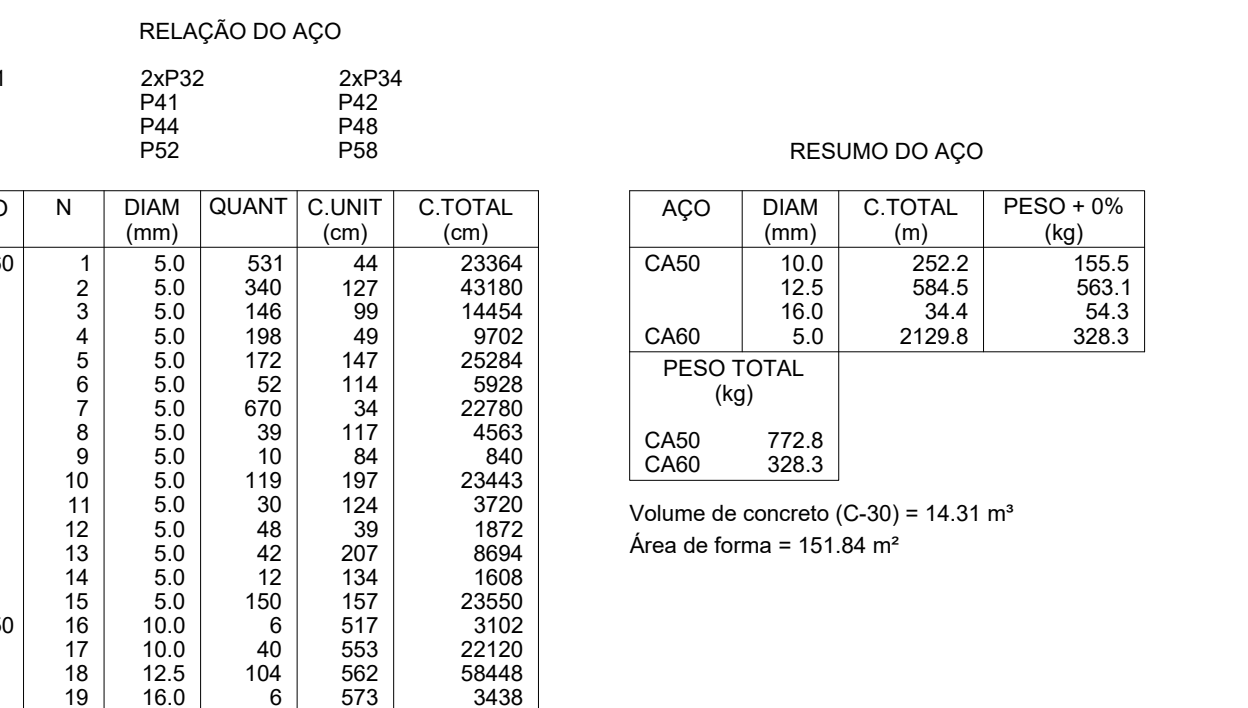 RELAÇÃO DO AÇO
2xP32 2xP34
P41 P42
P44 P48
P52 P58
N DIAM QUANT C.UNIT C.TOTAL
(mm) (cm) (cm)
1 5.0 531 44 23364
2 5.0 340 127 43180
3 5.0 146 99 14454
4 5.0 198 49 9702
5 5.0 172 147 25284
6 5.0 52 114 5928
7 5.0 670 34 22780
8 5.0 39 117 4563
9 5.0 10 84 840
10 5.0 119 197 23443
11 5.0 30 124 3720
12 5.0 48 39 1872
13 5.0 42 207 8694
14 5.0 12 134 1608
15 5.0 150 157 23550
16 10.0 6 517 3102
17 10.0 40 553 22120
18 12.5 104 562 58448
19 16.0 6 573 3438
RESUMO DO AÇO
AÇO DIAM C.TOTAL PESO + 0%
(mm) (m) (kg)
CA50 10.0 252.2 155.5
12.5 584.5 563.1
16.0 34.4 54.3
CA60 5.0 2129.8 328.3
PESO TOTAL
(kg)
CA50 772.8
CA60 328.3
Volume de concreto (C-30) = 14.31 m³
Área de forma = 151.84 m²